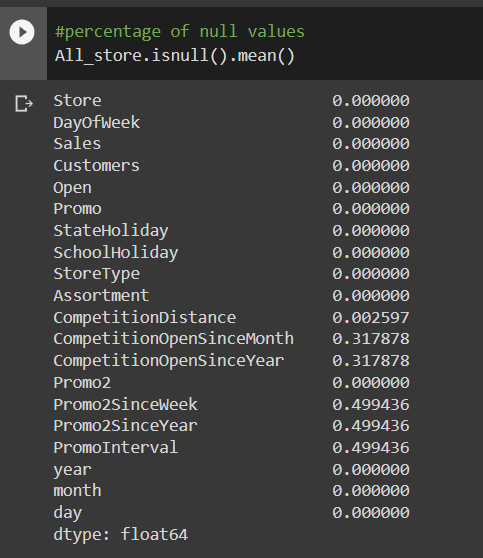 #percentage of null values
All_store.isnull().mean()
Store 0.000000
DayOfWeek 0.000000
Sales 0.000000
Customers 0.000000
Open 0.000000
Promo 0.000000
StateHoliday 0.000000
SchoolHoliday 0.000000
StoreType 0.000000
Assortment 0.000000
CompetitionDistance 0.002597
CompetitionOpenSinceMonth 0.317878
CompetitionOpenSinceYear 0.317878
Promo2 0.000000
Promo2SinceWeek 0.499436
Promo2SinceYear 0.499436
PromoInterval 0.499436
year 0.000000
month 0.000000
day 0.000000
dtype: float64